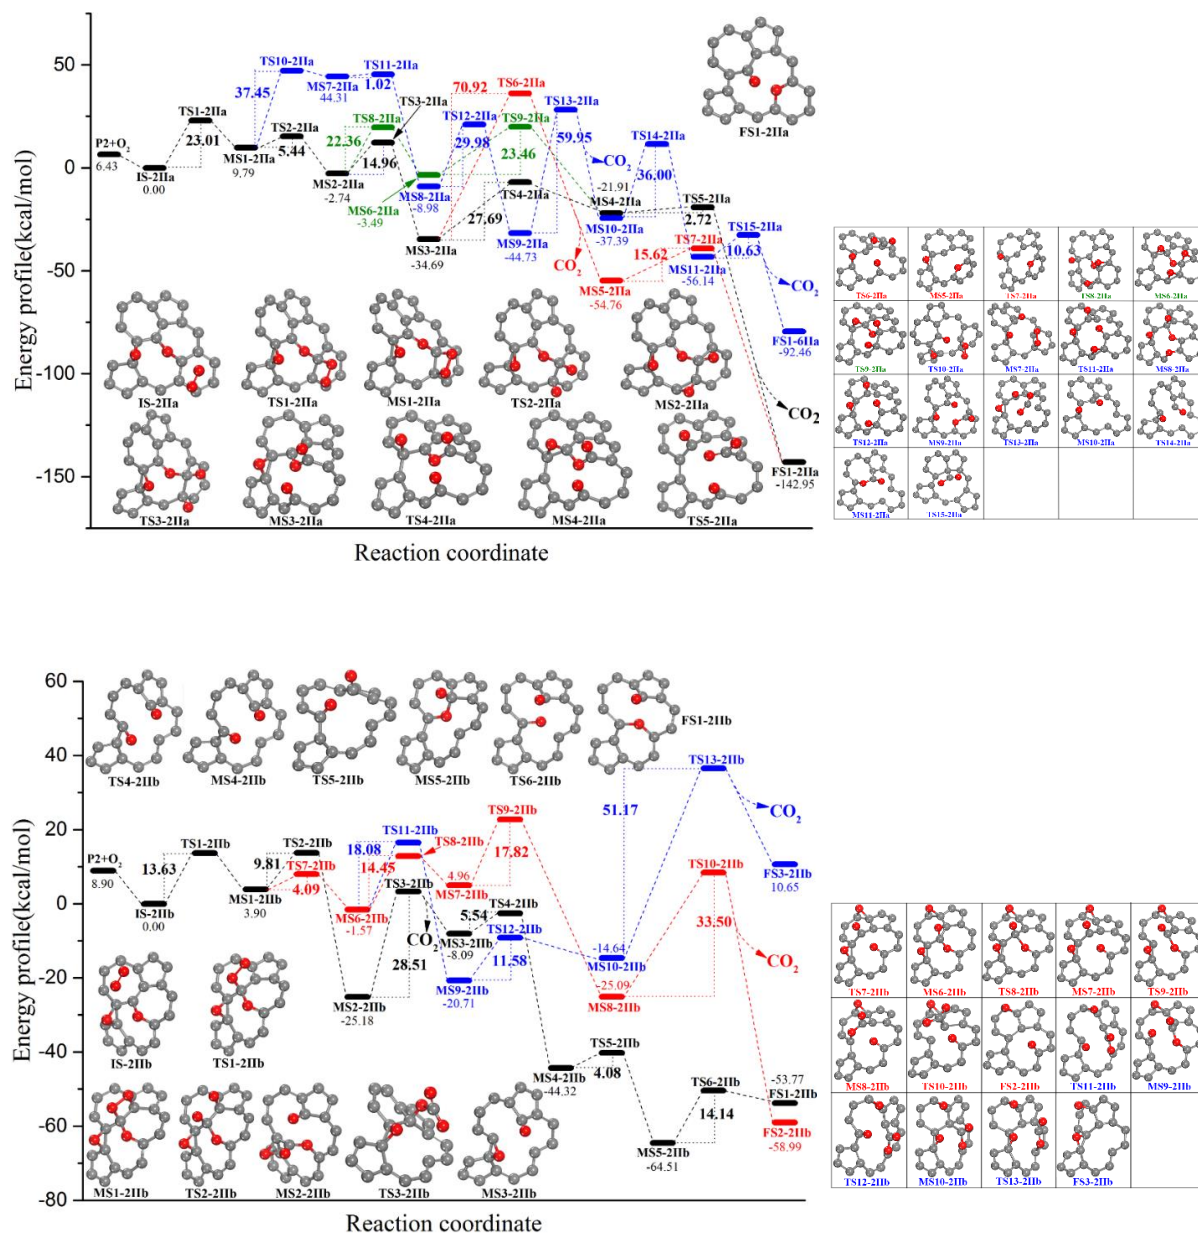 Energy profile(kcal/mol)
50
0
-50
-100
-150
P2+O2
6.43
IS-2IIa
0.00
TS1-2IIa
23.01
MS1-2IIa
9.79
TS10-2IIa
37.45
MS7-2IIa
44.31
TS11-2IIa
1.02
TS2-2IIa
5.44
MS2-2IIa
-2.74
TS8-2IIa
22.36
TS3-2IIa
14.96
MS6-2IIa
-3.49
MS8-2IIa
-8.98
MS3-2IIa
-34.69
70.92
TS6-2IIa
TS12-2IIa
29.98
TS9-2IIa
23.46
TS4-2IIa
27.69
MS9-2IIa
-44.73
TS13-2IIa
59.95
CO2
TS14-2IIa
36.00
-21.91
MS4-2IIa
MS10-2IIa
-37.39
TS5-2IIa
2.72
CO2
MS5-2IIa
-54.76
15.62
TS7-2IIa
MS11-2IIa
-56.14
TS15-2IIa
10.63
CO2
FS1-6IIa
-92.46
CO2
FS1-2IIa
-142.95
FS1-2IIa
IS-2IIa
TS1-2IIa
MS1-2IIa
TS2-2IIa
MS2-2IIa
TS3-2IIa
MS3-2IIa
TS4-2IIa
MS4-2IIa
TS5-2IIa
Reaction coordinate
TS6-2IIa
MS5-2IIa
TS7-2IIa
TS8-2IIa
MS6-2IIa
TS9-2IIa
TS10-2IIa
MS7-2IIa
TS11-2IIa
MS8-2IIa
TS12-2IIa
MS9-2IIa
TS13-2IIa
MS10-2IIa
TS14-2IIa
MS11-2IIa
TS15-2IIa
Energy profile (kcal/mol)
60
40
20
0
-20
-40
-60
-80
TS4-2IIb
MS4-2IIb
TS5-2IIb
MS5-2IIb
TS6-2IIb
FS1-2IIb
P2+O2
8.90
IS-2IIb
0.00
TS1-2IIb
13.63
MS1-2IIb
3.90
TS2-2IIb
9.81
TS7-2IIb
4.09
MS6-2IIb
-1.57
TS11-2IIb
18.08
14.45
TS8-2IIb
TS3-2IIb
28.51
MS2-2IIb
-25.18
CO2
4.96
MS7-2IIb
TS9-2IIb
17.82
5.54
TS4-2IIb
MS3-2IIb
-8.09
TS12-2IIb
11.58
MS9-2IIb
-20.71
-14.64
MS10-2IIb
-25.09
MS8-2IIb
51.17
TS13-2IIb
CO2
FS3-2IIb
10.65
TS10-2IIb
33.50
CO2
MS4-2IIb
-44.32
TS5-2IIb
4.08
MS5-2IIb
-64.51
TS6-2IIb
14.14
-53.77
FS1-2IIb
FS2-2IIb
-58.99
IS-2IIb
TS1-2IIb
MS1-2IIb
TS2-2IIb
MS2-2IIb
TS3-2IIb
MS3-2IIb
Reaction coordinate
TS7-2IIb
MS6-2IIb
TS8-2IIb
MS7-2IIb
TS9-2IIb
MS8-2IIb
TS10-2IIb
FS2-2IIb
TS11-2IIb
MS9-2IIb
TS12-2IIb
MS10-2IIb
TS13-2IIb
FS3-2IIb